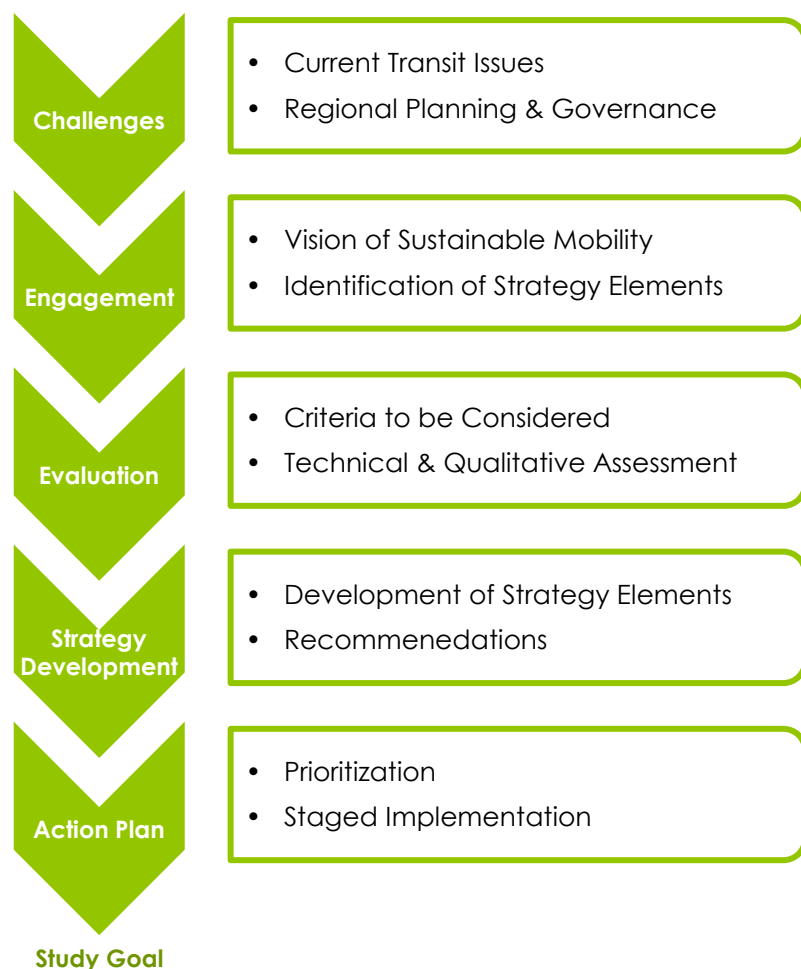 Challenges
• Current Transit Issues
• Regional Planning & Governance
Engagement
• Vision of Sustainable Mobility
• Identification of Strategy Elements
Evaluation
• Criteria to be Considered
• Technical & Qualitative Assessment
Strategy
Development
• Development of Strategy Elements
• Recommenedations
Action Plan
• Prioritization
• Staged Implementation
Study Goal